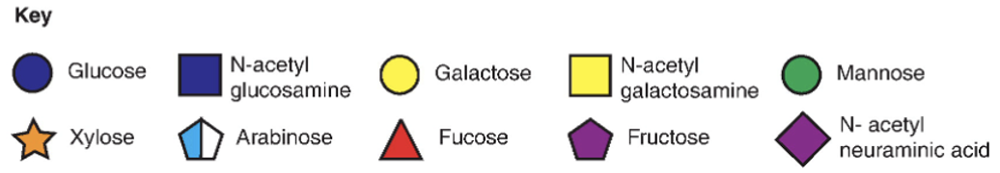 Key
Glucose
N-acetyl
glucosamine
Galactose
N-acetyl
galactosamine
Mannose
Xylose
Arabinose
Fucose
Fructose
N- acetyl
neuraminic acid